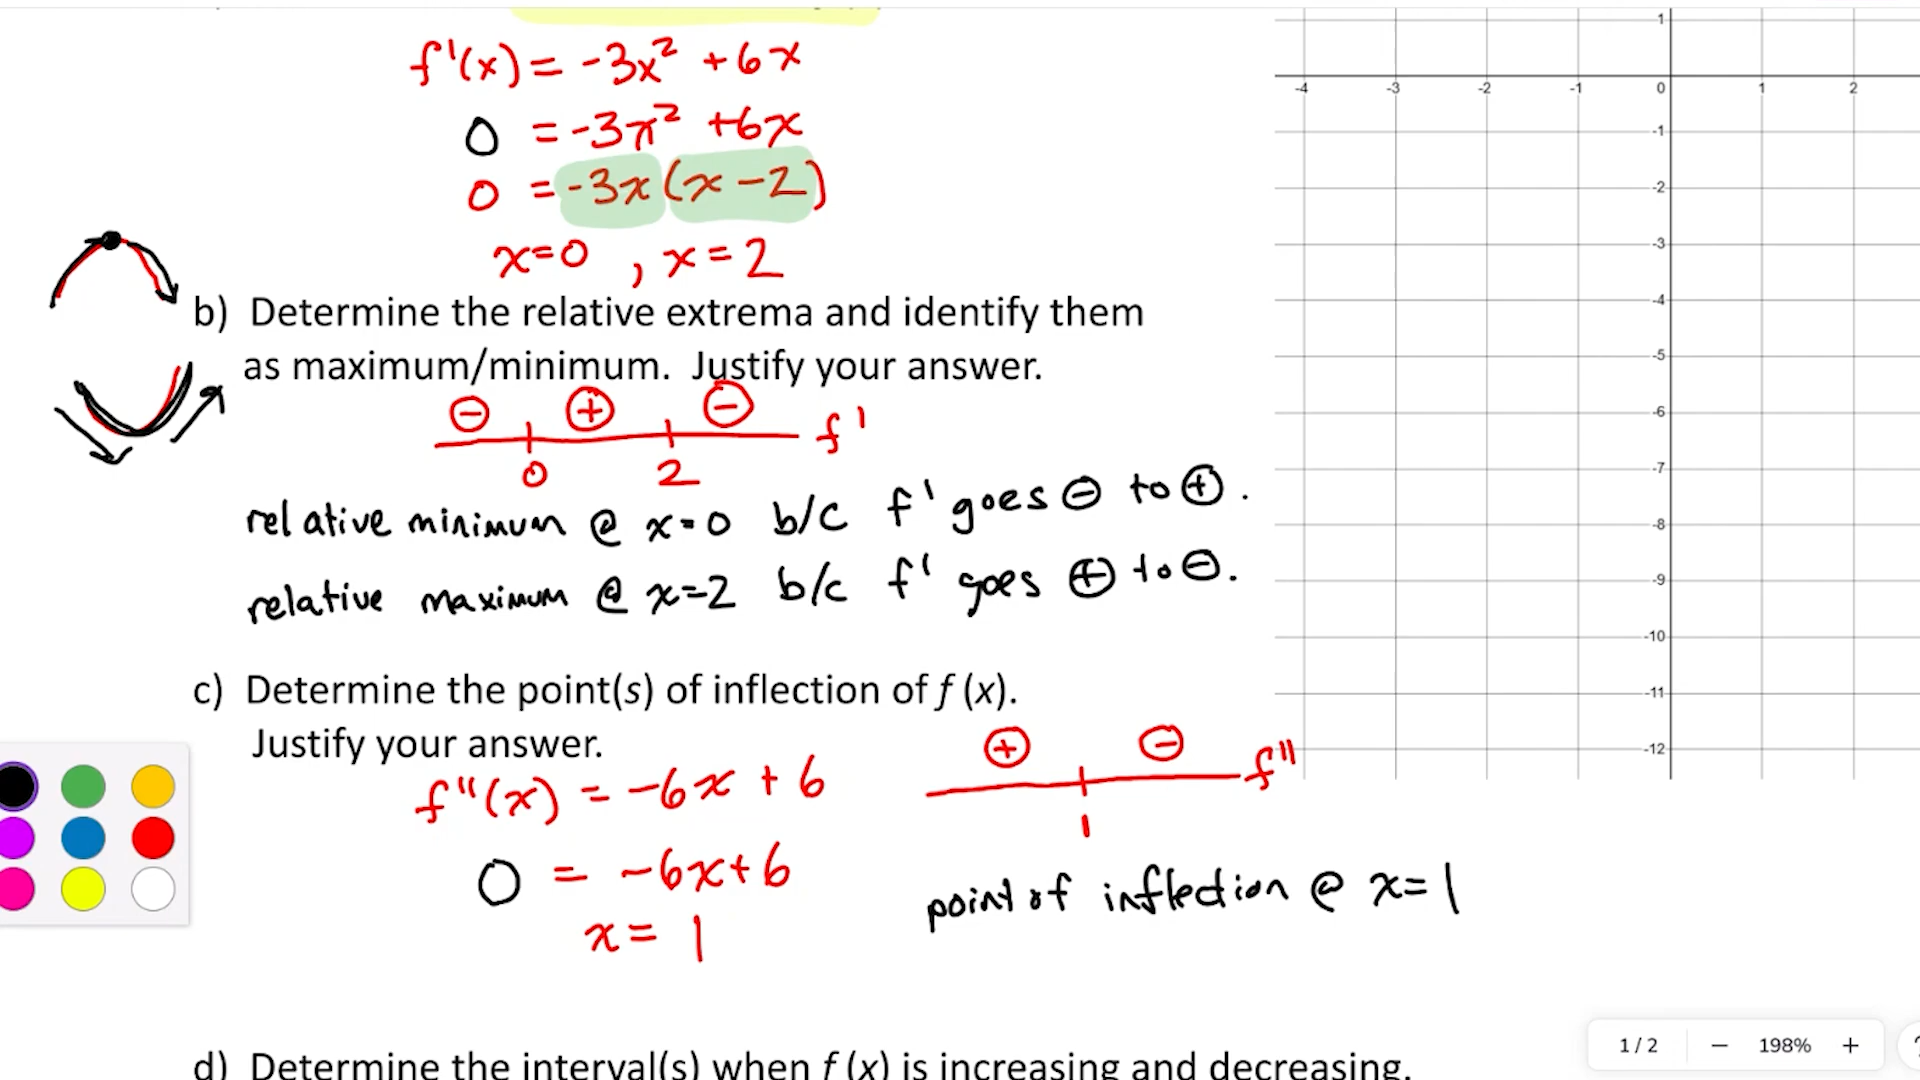 f'(x) = -3x² + 6x
0 = -3x² + 6x
0 = -3x (x - 2)
x=0 , x = 2
b) Determine the relative extrema and identify them
as maximum/minimum. Justify your answer.
⊖ ⊕ ⊖ f'
0 2
relative minimum @ x=0 b/c f' goes ⊖ to ⊕.
relative maximum @ x=2 b/c f' goes ⊕ to ⊖.
c) Determine the point(s) of inflection of f (x).
Justify your answer.
f''(x) = -6x + 6
0 = -6x+6
x = 1
⊕ ⊖ f''
1
point of inflection @ x=1
d) Determine the interval(s) when f (x) is increasing and decreasing.
1
-4 -3 -2 -1 0 1 2
-1
-2
-3
-4
-5
-6
-7
-8
-9
-10
-11
-12
1 / 2 − 198% +